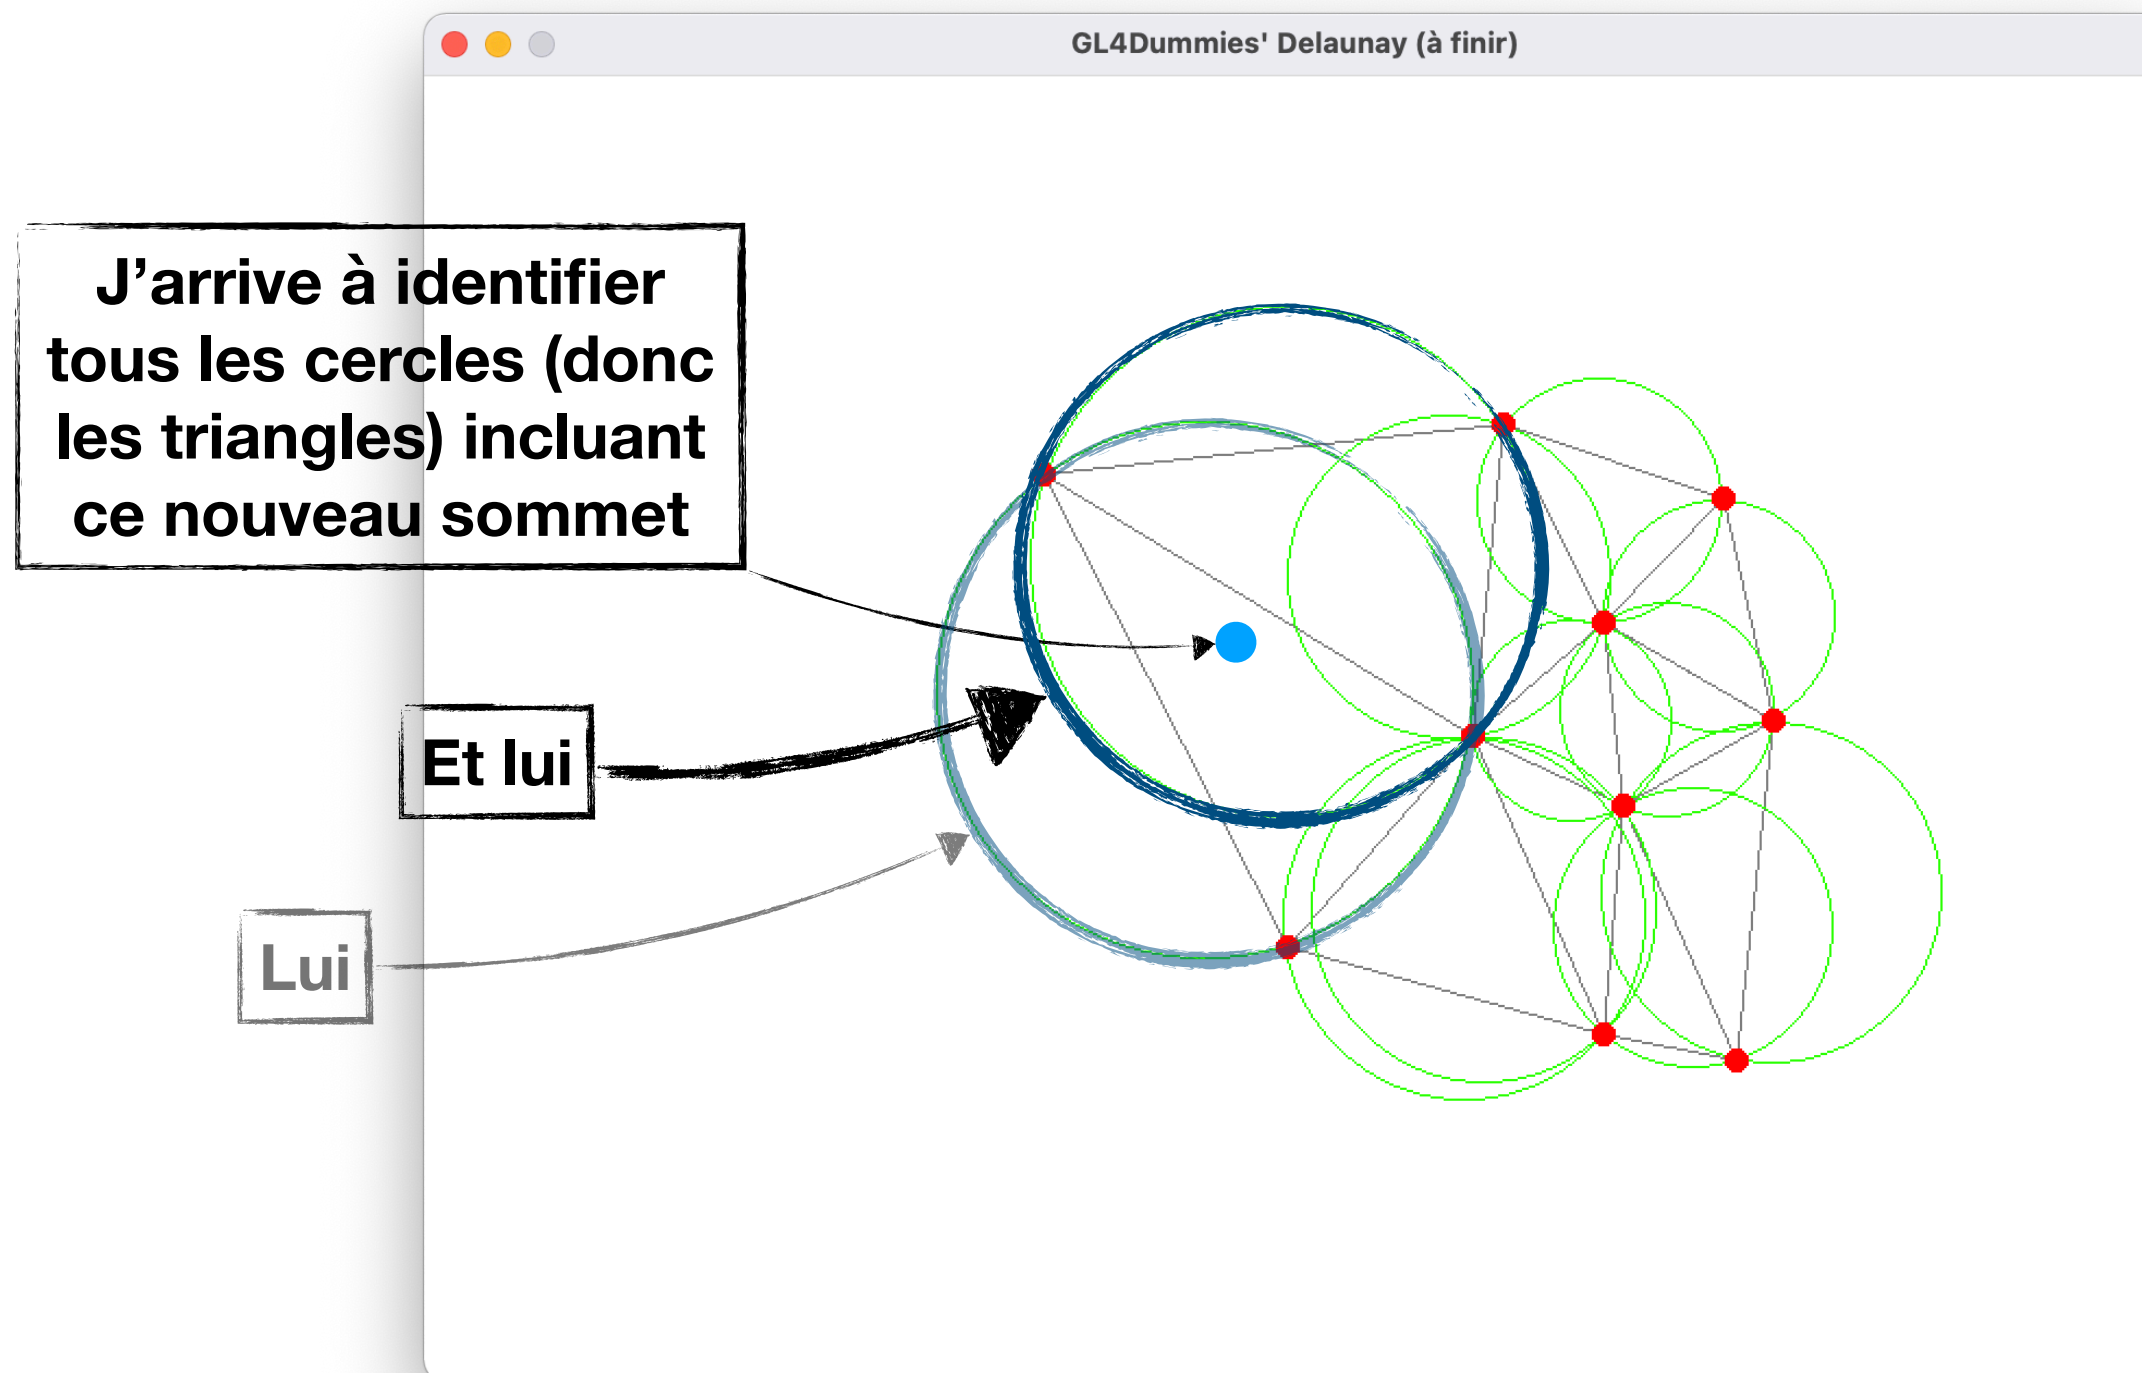 GL4Dummies' Delaunay (à finir)
J’arrive à identifier
tous les cercles (donc
les triangles) incluant
ce nouveau sommet
Et lui
Lui